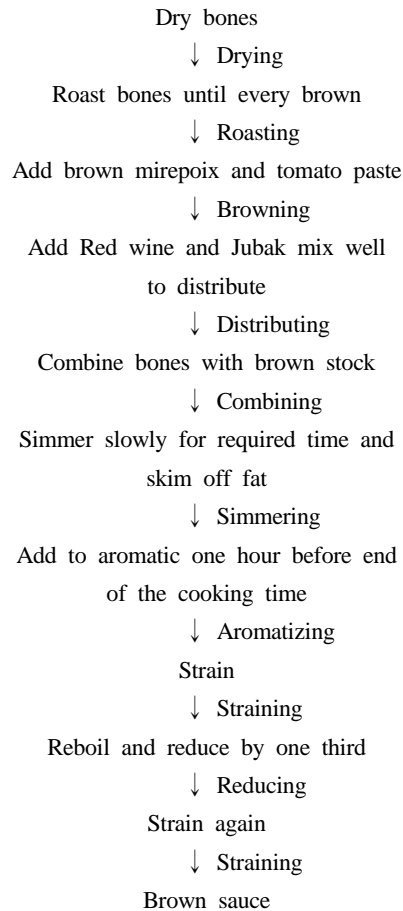 Dry bones
↓ Drying
Roast bones until every brown
↓ Roasting
Add brown mirepoix and tomato paste
↓ Browning
Add Red wine and Jubak mix well
to distribute
↓ Distributing
Combine bones with brown stock
↓ Combining
Simmer slowly for required time and
skim off fat
↓ Simmering
Add to aromatic one hour before end
of the cooking time
↓ Aromatizing
Strain
↓ Straining
Reboil and reduce by one third
↓ Reducing
Strain again
↓ Straining
Brown sauce